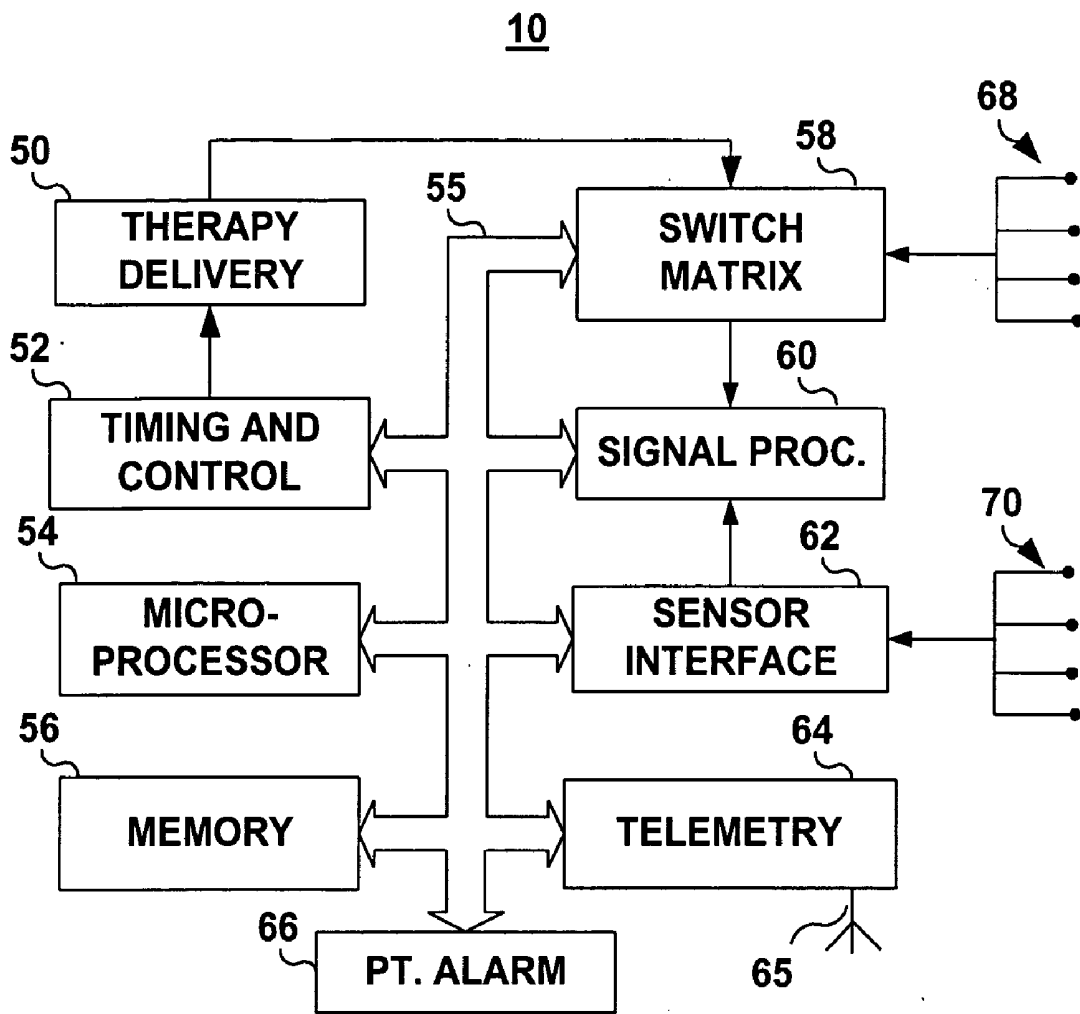 10
68
50
58
55
THERAPY
DELIVERY
SWITCH
MATRIX
52
60
TIMING AND
CONTROL
SIGNAL PROC.
54
62
70
MICRO-
PROCESSOR
SENSOR
INTERFACE
56
64
MEMORY
TELEMETRY
66
65
PT. ALARM